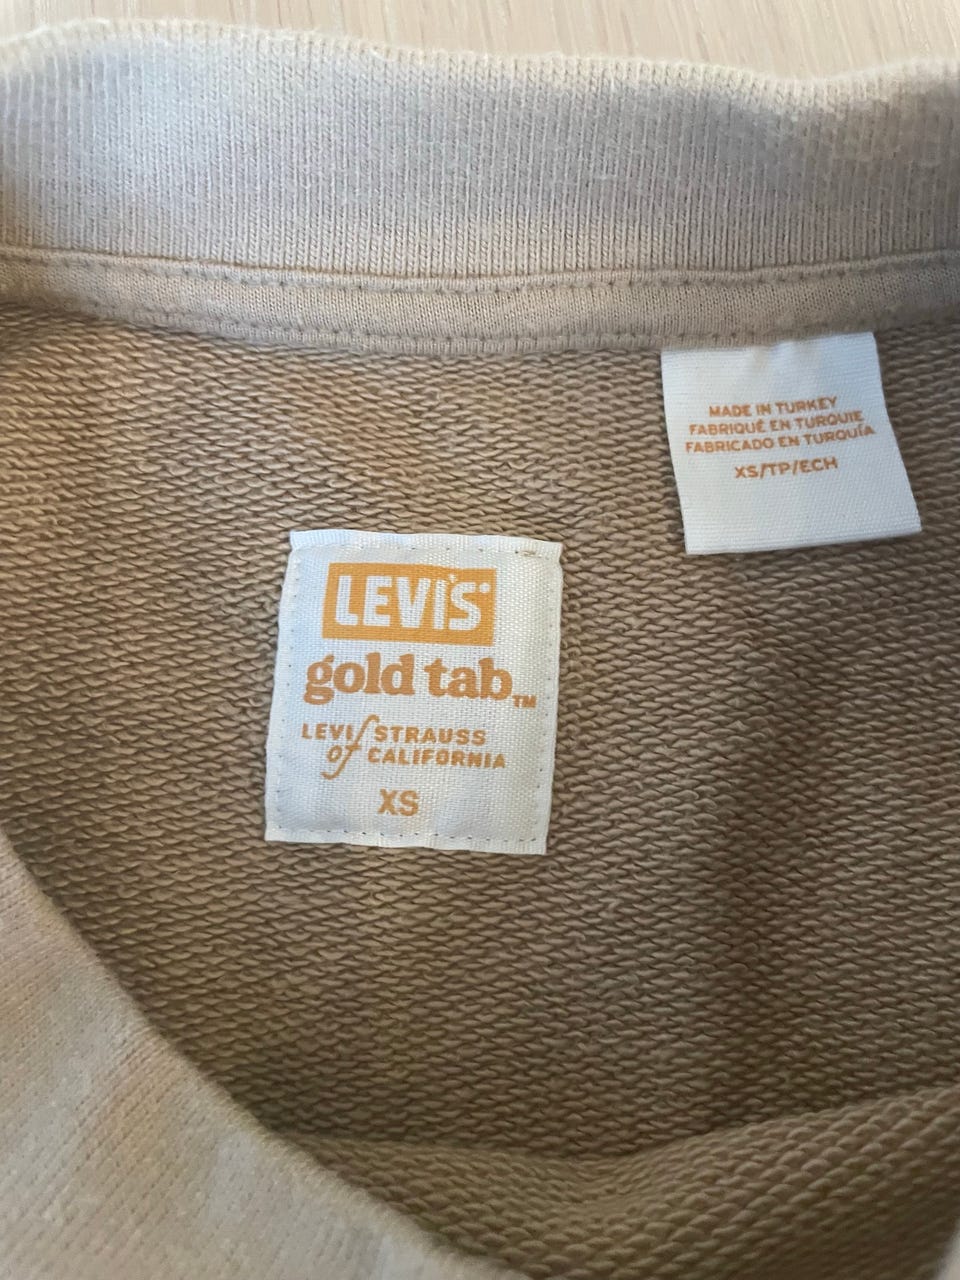 MADE IN TURKEY
FABRIQUÉ EN TURQUIE
FABRICADO EN TURQUÍA
XS/TP/ECH
LEVI'S®
gold tab™
LEVI STRAUSS
of CALIFORNIA
XS